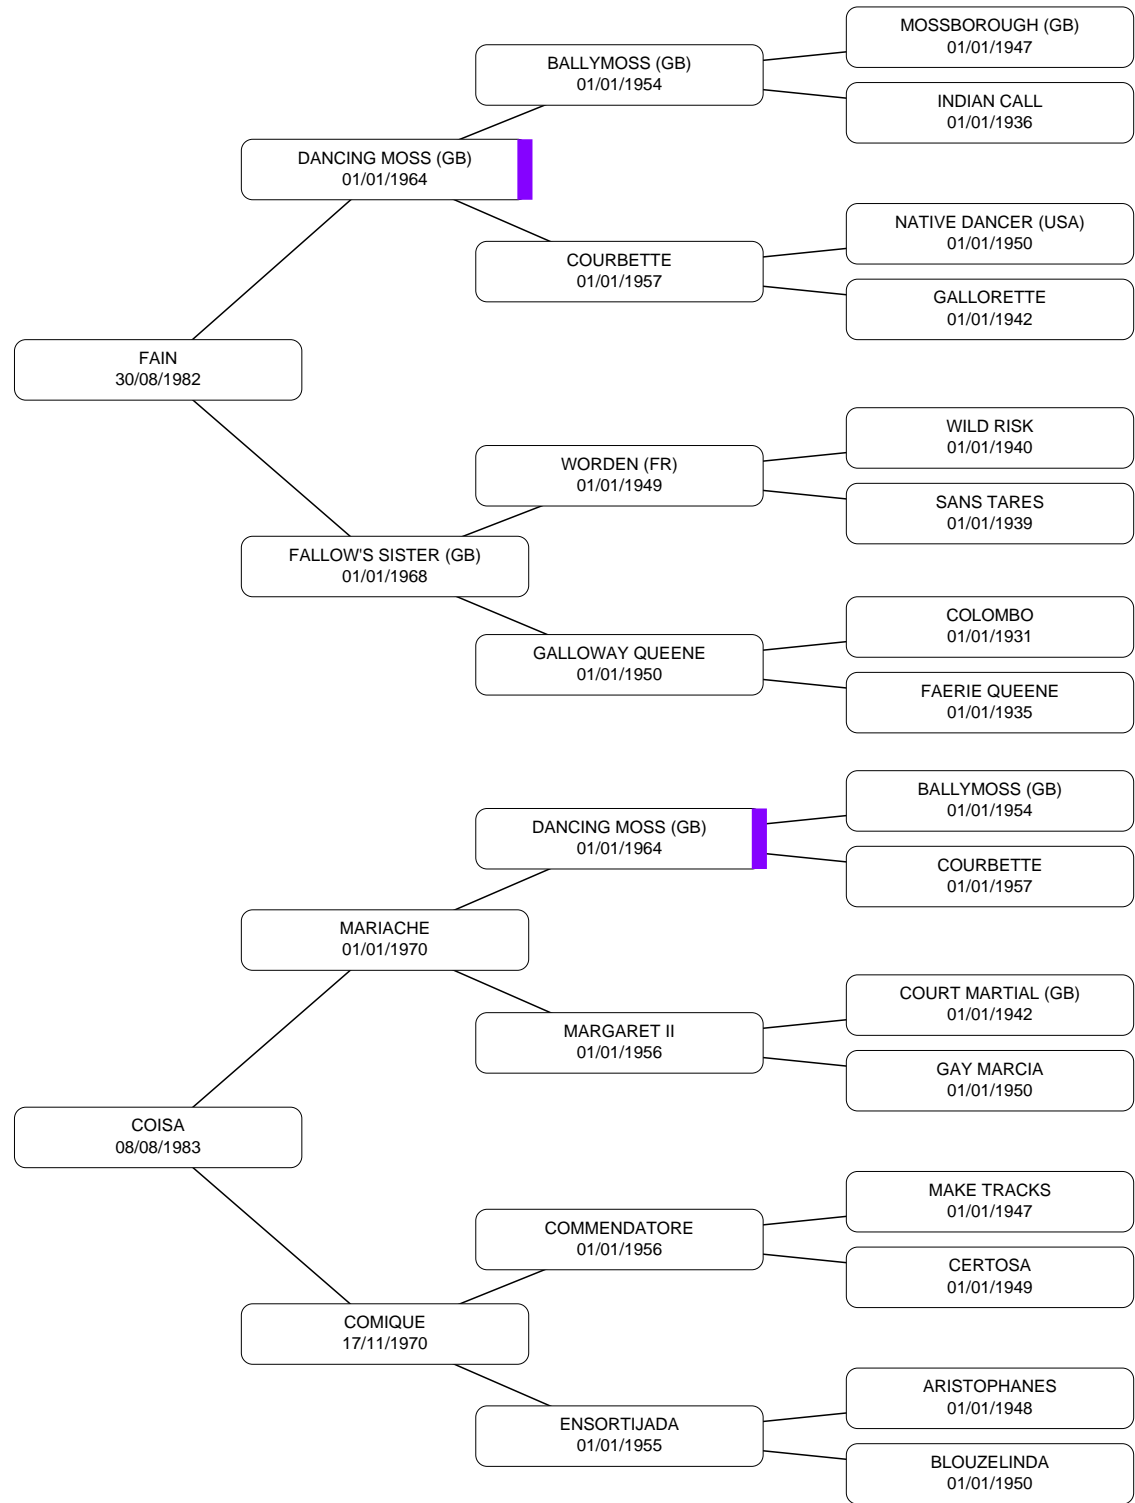 MOSSBOROUGH (GB)
01/01/1947
BALLYMOSS (GB)
01/01/1954
INDIAN CALL
01/01/1936
DANCING MOSS (GB)
01/01/1964
NATIVE DANCER (USA)
01/01/1950
COURBETTE
01/01/1957
GALLORETTE
01/01/1942
FAIN
30/08/1982
WILD RISK
01/01/1940
WORDEN (FR)
01/01/1949
SANS TARES
01/01/1939
FALLOW'S SISTER (GB)
01/01/1968
COLOMBO
01/01/1931
GALLOWAY QUEENE
01/01/1950
FAERIE QUEENE
01/01/1935
BALLYMOSS (GB)
01/01/1954
DANCING MOSS (GB)
01/01/1964
COURBETTE
01/01/1957
MARIACHE
01/01/1970
COURT MARTIAL (GB)
01/01/1942
MARGARET II
01/01/1956
GAY MARCIA
01/01/1950
COISA
08/08/1983
MAKE TRACKS
01/01/1947
COMMENDATORE
01/01/1956
CERTOSA
01/01/1949
COMIQUE
17/11/1970
ARISTOPHANES
01/01/1948
ENSORTIJADA
01/01/1955
BLOUZELINDA
01/01/1950